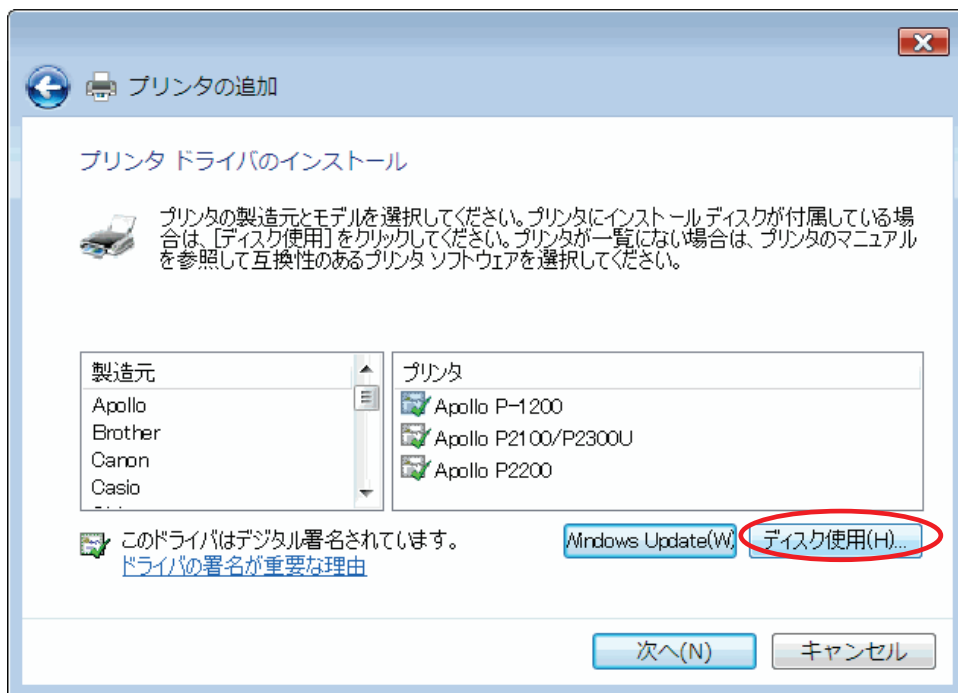 プリンタの追加
プリンタ ドライバのインストール
プリンタの製造元とモデルを選択してください。プリンタにインストール ディスクが付属している場
合は、[ディスク使用] をクリックしてください。プリンタが一覧にない場合は、プリンタのマニュアル
を参照して互換性のあるプリンタ ソフトウェアを選択してください。
製造元
Apollo
Brother
Canon
Casio
プリンタ
Apollo P-1200
Apollo P2100/P2300U
Apollo P2200
このドライバはデジタル署名されています。
ドライバの署名が重要な理由
Windows Update(W)
ディスク使用(H)...
次へ(N)
キャンセル